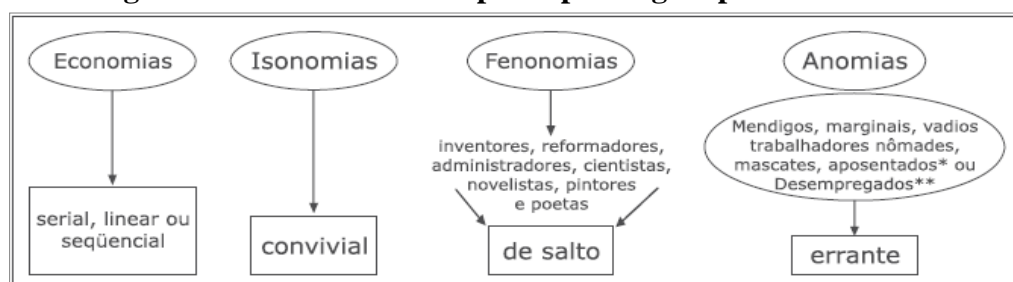 Economias
Isonomias
Fenonomias
Anomias
inventores, reformadores,
administradores, cientistas,
novelistas, pintores
e poetas
Mendigos, marginais, vadios
trabalhadores nômades,
mascates, aposentados* ou
Desempregados**
serial, linear ou
seqüencial
convivial
de salto
errante